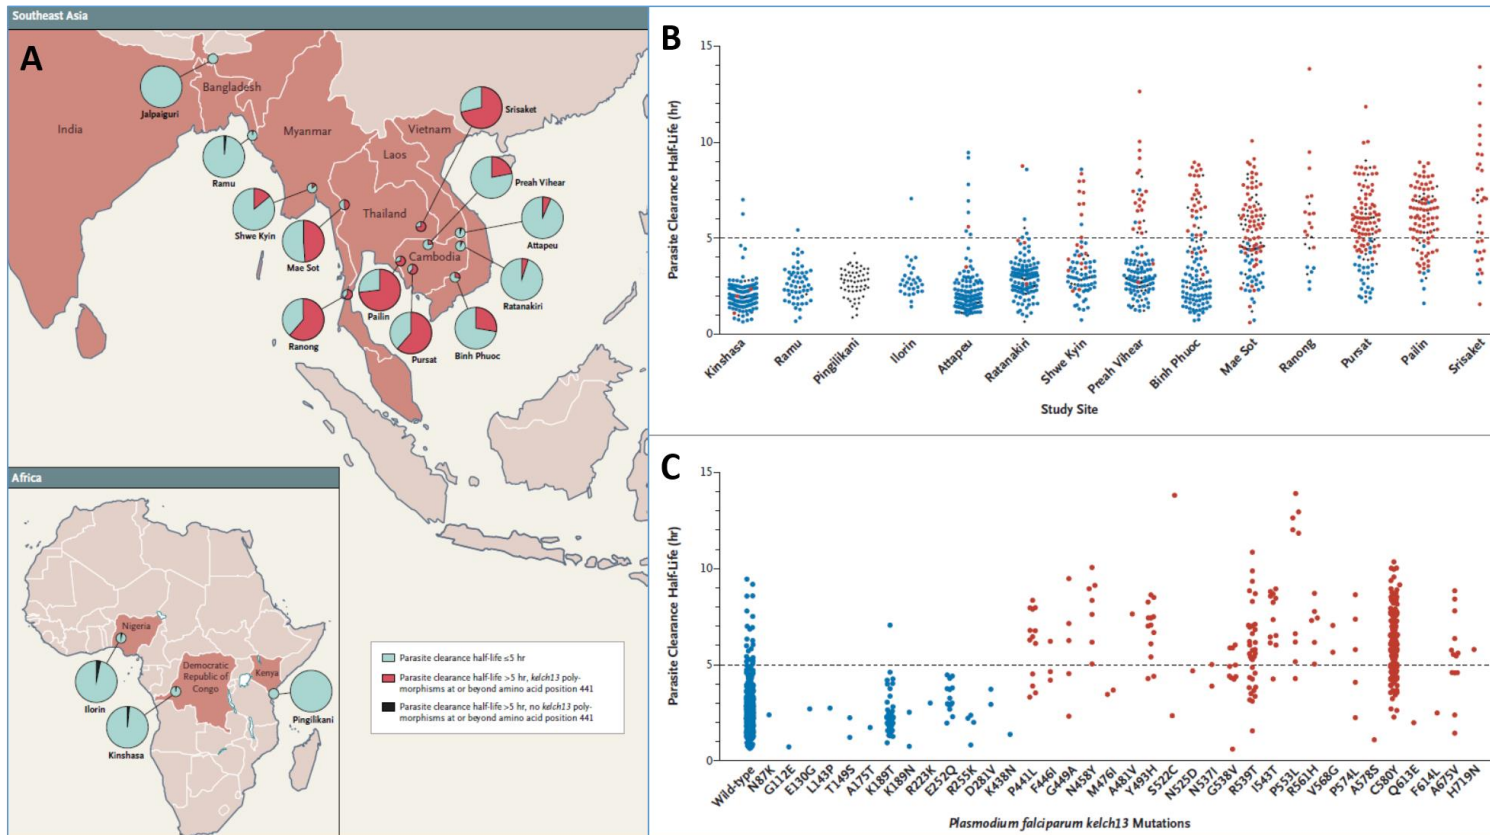 Southeast Asia
A
India
Bangladesh
Myanmar
Vietnam
Laos
Thailand
Cambodia
Jalpaiguri
Ramu
Shwe Kyin
Mae Sot
Ranong
Pailin
Pursat
Binh Phuoc
Ratanakiri
Attapeu
Preah Vihear
Srisaket
Africa
Nigeria
Democratic
Republic of
Congo
Kenya
Ilorin
Kinshasa
Pingilikani
Parasite clearance half-life ≤5 hr
Parasite clearance half-life >5 hr, kelch13 poly-
morphisms at or beyond amino acid position 441
Parasite clearance half-life >5 hr, no kelch13 poly-
morphisms at or beyond amino acid position 441
B
Parasite Clearance Half-Life (hr)
15
10
5
0
Kinshasa
Ramu
Pingilikani
Ilorin
Attapeu
Ratanakiri
Shwe Kyin
Preah Vihear
Binh Phuoc
Mae Sot
Ranong
Pursat
Pailin
Srisaket
Study Site
C
Parasite Clearance Half-Life (hr)
15
10
5
0
Wild-type
N87K
G112E
E130G
L143P
T149S
A175T
K189T
K189N
R223K
E252Q
R255K
D281V
K438N
P441L
F446I
G449A
N458Y
M476I
A481V
Y493H
S522C
N525D
N537I
G538V
R539T
I543T
P553L
R561H
V568G
P574L
A578S
C580Y
Q613E
F614L
A675V
H719N
Plasmodium falciparum kelch13 Mutations